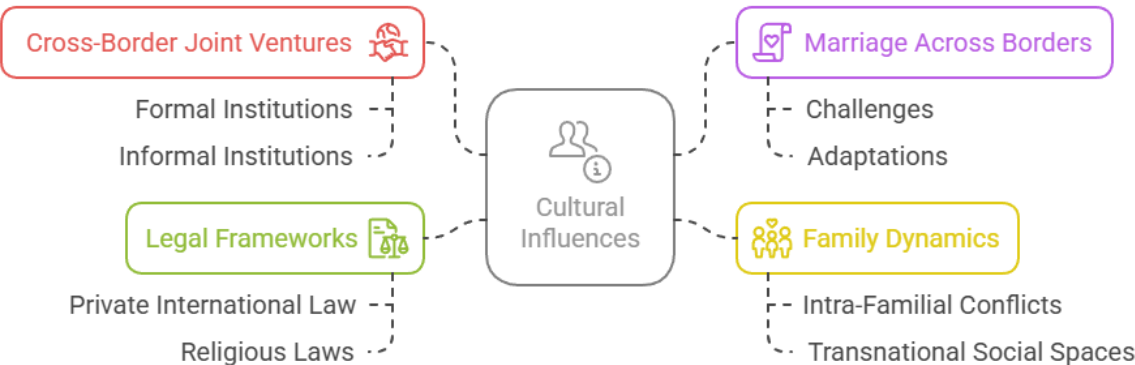 Cross-Border Joint Ventures
Formal Institutions
Informal Institutions
Legal Frameworks
Private International Law
Religious Laws
Cultural
Influences
Marriage Across Borders
Challenges
Adaptations
Family Dynamics
Intra-Familial Conflicts
Transnational Social Spaces